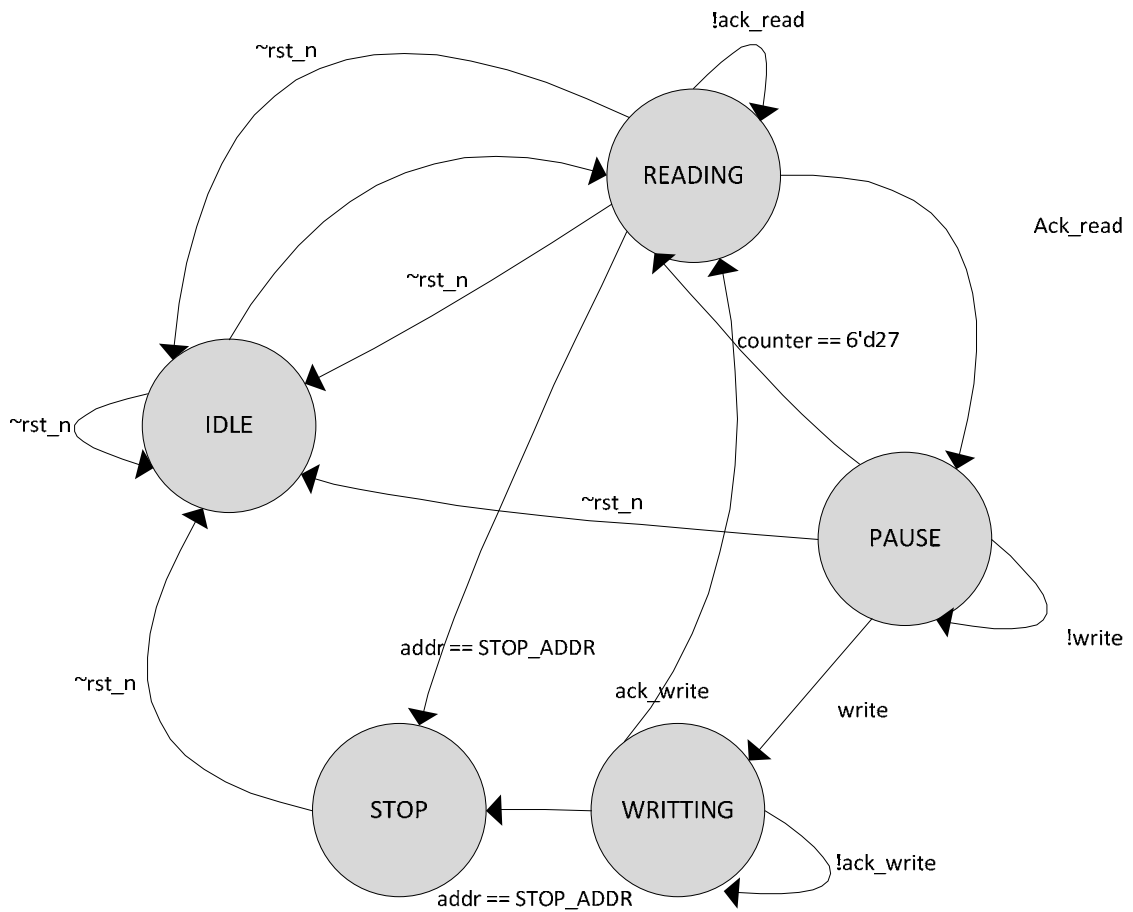 !ack_read
~rst_n
READING
Ack_read
~rst_n
counter == 6'd27
~rst_n
IDLE
~rst_n
PAUSE
!write
addr == STOP_ADDR
~rst_n
ack_write
write
STOP
WRITTING
!ack_write
addr == STOP_ADDR